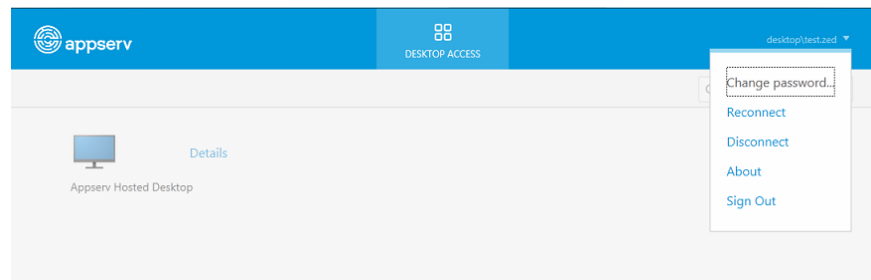 appserv
DESKTOP ACCESS
desktop\test.zed
Change password...
Reconnect
Disconnect
About
Sign Out
Details
Appserv Hosted Desktop